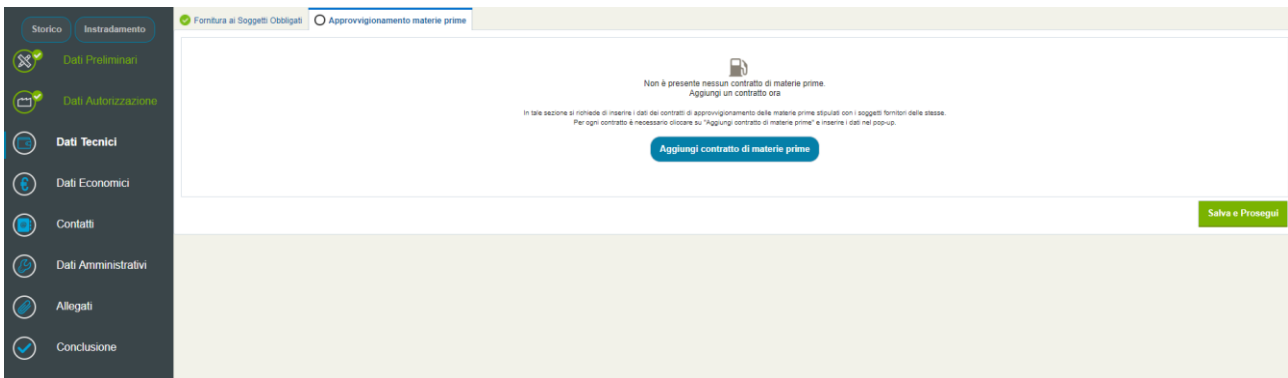 Storico
Instradamento
Dati Preliminari
Dati Autorizzazione
Dati Tecnici
Dati Economici
Contatti
Dati Amministrativi
Allegati
Conclusione
Fornitura ai Soggetti Obbligati
Approvvigionamento materie prime
Non è presente nessun contratto di materie prime.
Aggiungi un contratto ora
In tale sezione si richiede di inserire i dati dei contratti di approvvigionamento delle materie prime stipulati con i soggetti fornitori delle stesse.
Per ogni contratto è necessario cliccare su "Aggiungi contratto di materie prime" e inserire i dati nel pop-up.
Aggiungi contratto di materie prime
Salva e Prosegui